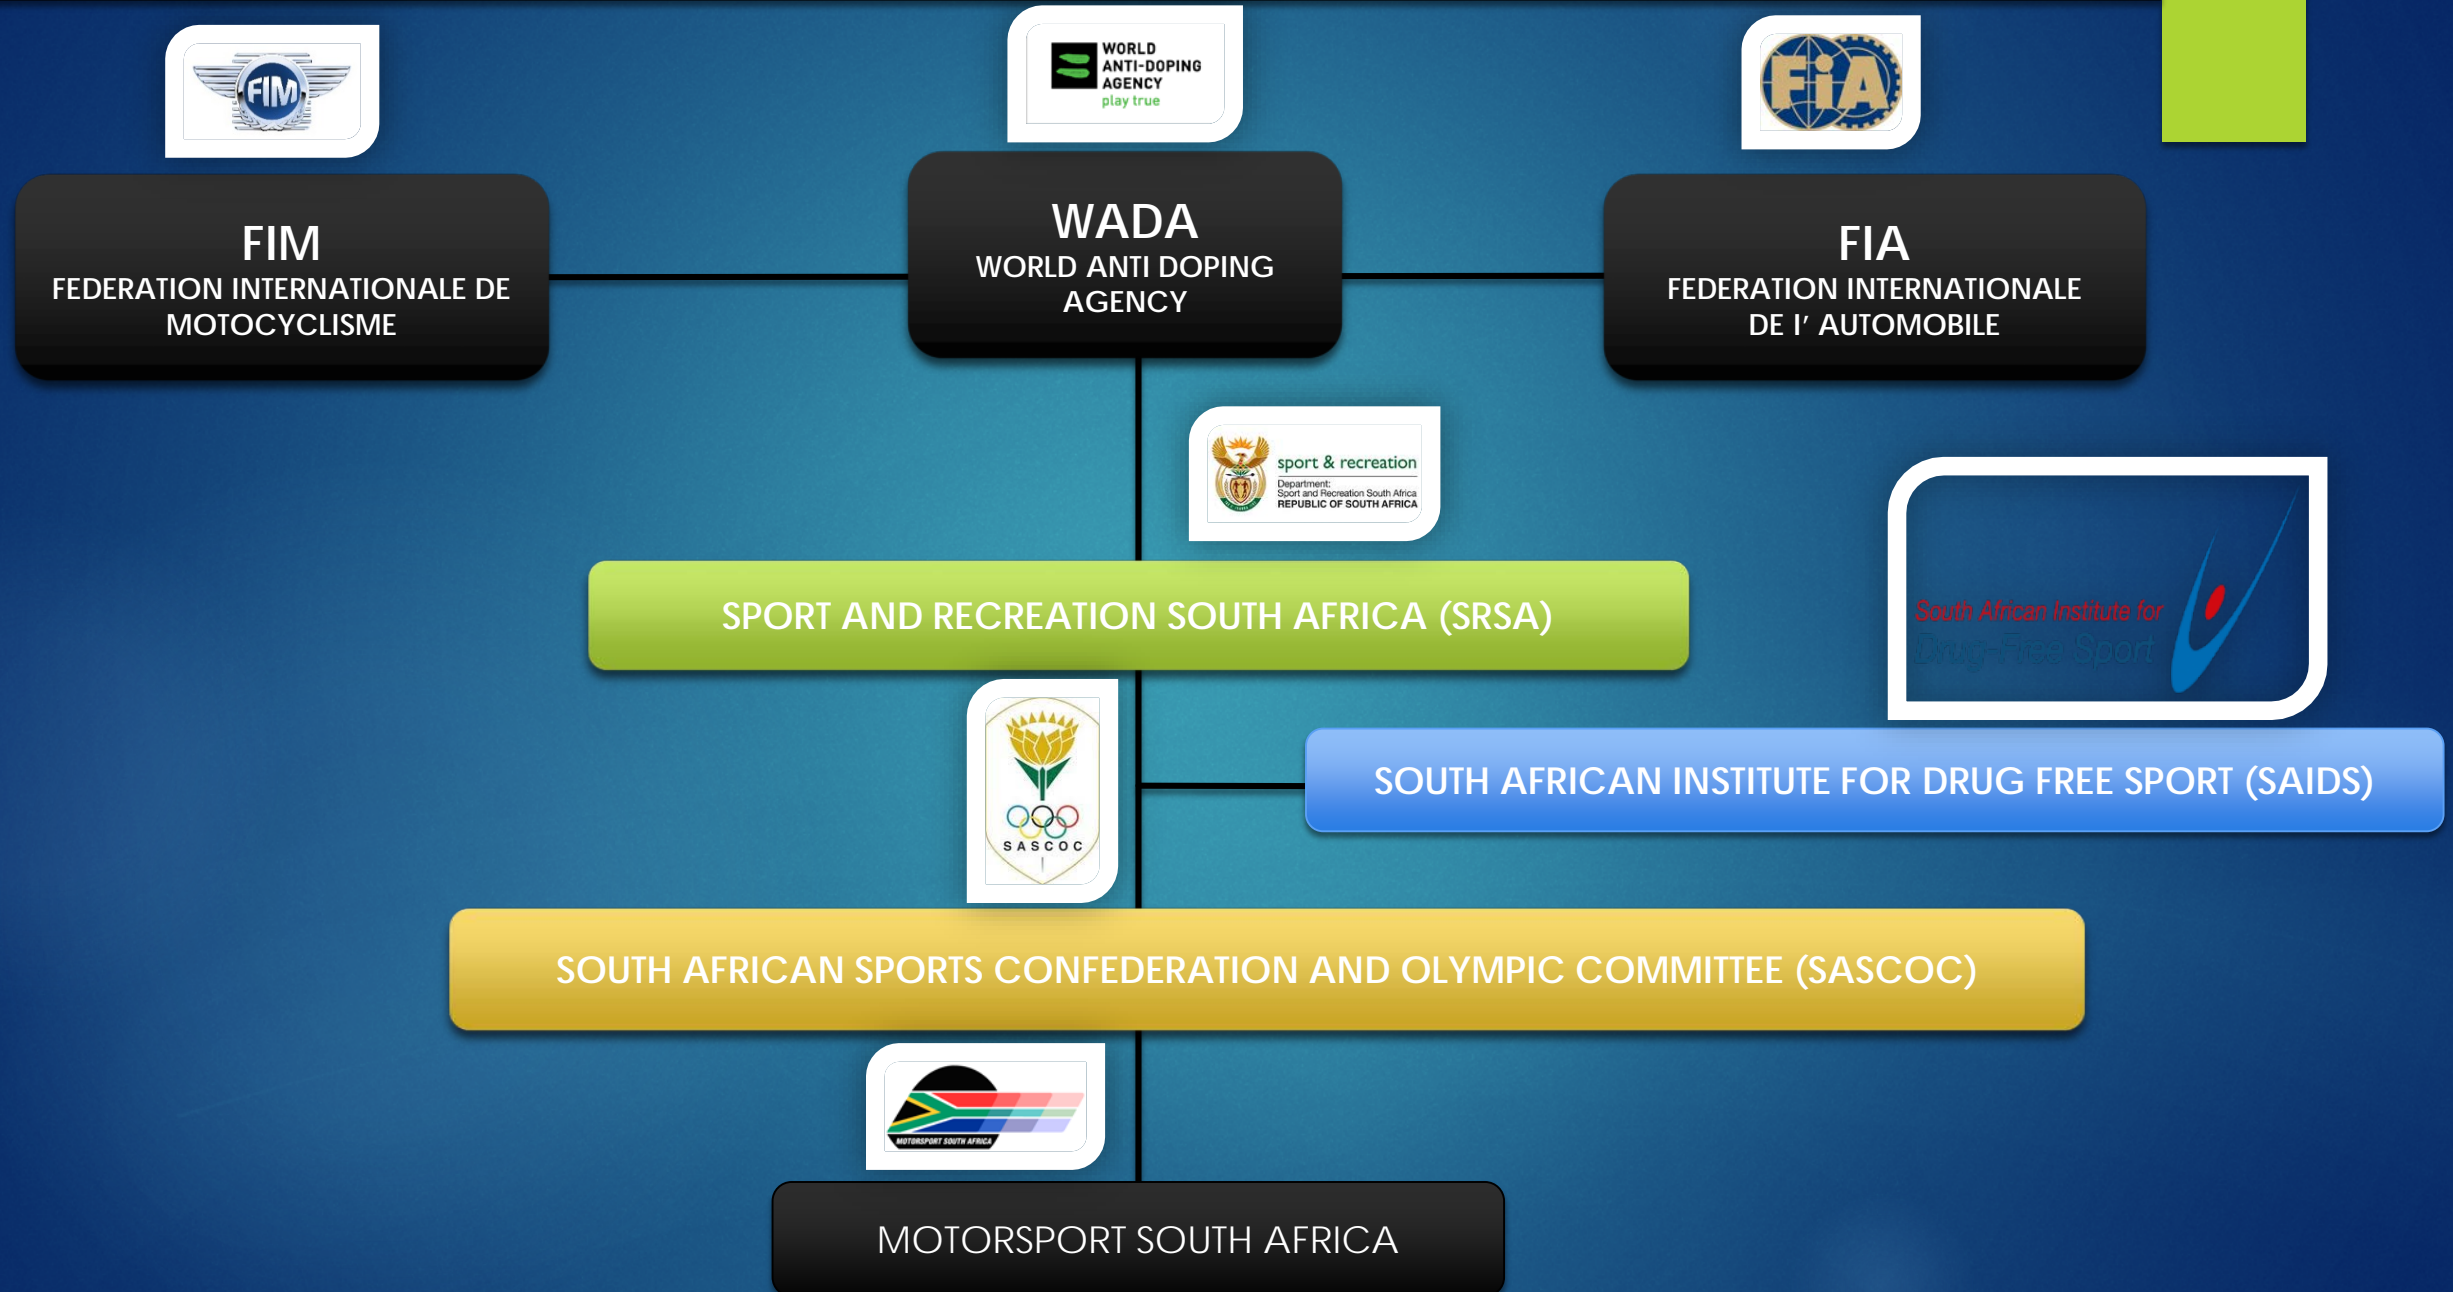 FIM
WORLD
ANTI-DOPING
AGENCY
play true
FiA
FIM
FEDERATION INTERNATIONALE DE
MOTOCYCLISME
WADA
WORLD ANTI DOPING
AGENCY
FIA
FEDERATION INTERNATIONALE
DE l’ AUTOMOBILE
sport & recreation
Department:
Sport and Recreation South Africa
REPUBLIC OF SOUTH AFRICA
SPORT AND RECREATION SOUTH AFRICA (SRSA)
South African Institute for
Drug-Free Sport
SASCOC
SOUTH AFRICAN INSTITUTE FOR DRUG FREE SPORT (SAIDS)
SOUTH AFRICAN SPORTS CONFEDERATION AND OLYMPIC COMMITTEE (SASCOC)
MOTORSPORT SOUTH AFRICA
MOTORSPORT SOUTH AFRICA